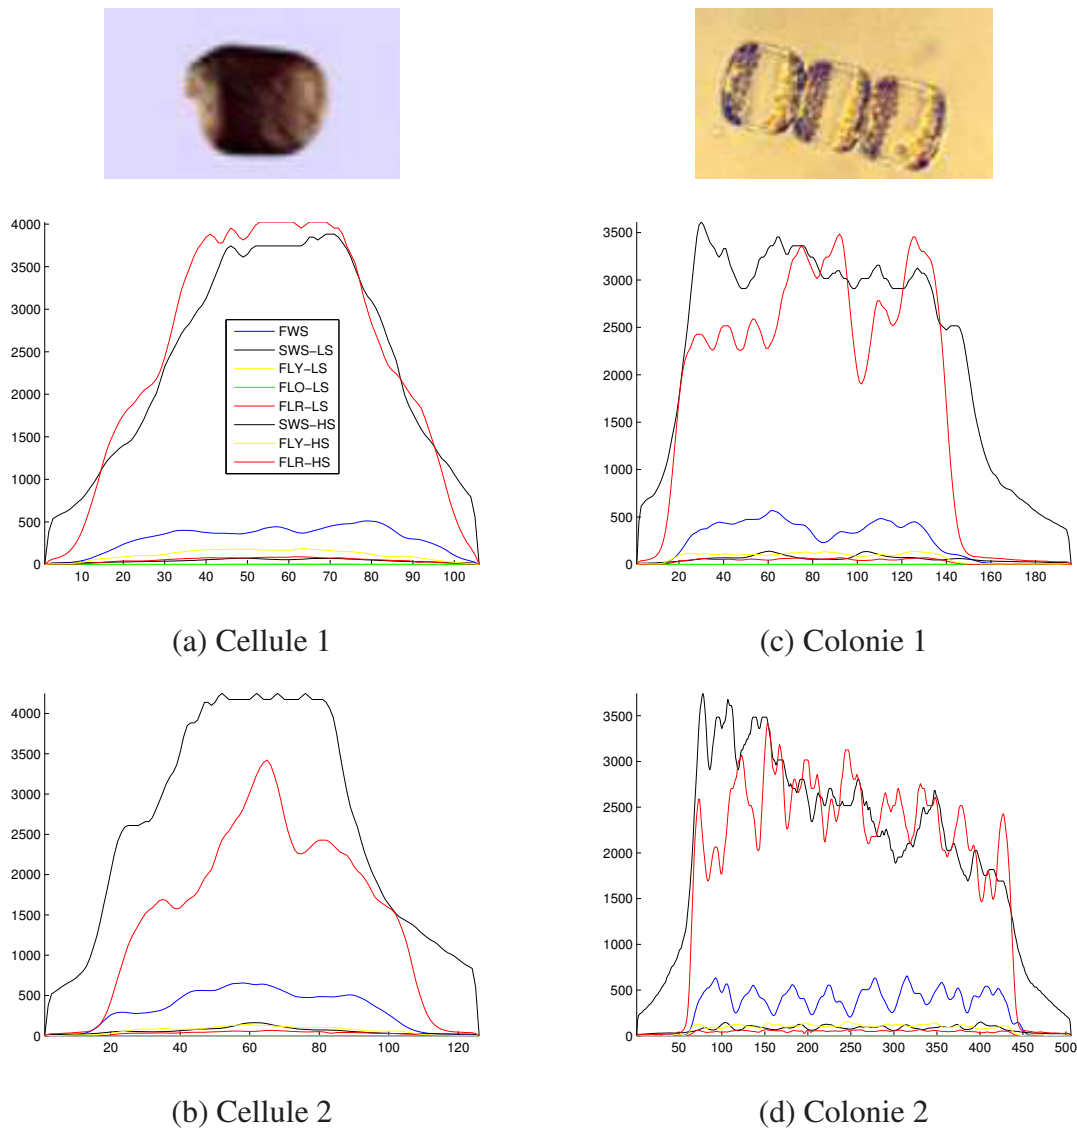 4000
3500
3000
2500
2000
1500
1000
500
0
10 20 30 40 50 60 70 80 90 100
FWS
SWS−LS
FLY−LS
FLO−LS
FLR−LS
SWS−HS
FLY−HS
FLR−HS
(a) Cellule 1
3500
3000
2500
2000
1500
1000
500
0
20 40 60 80 100 120 140 160 180
(c) Colonie 1
4000
3500
3000
2500
2000
1500
1000
500
0
20 40 60 80 100 120
(b) Cellule 2
3500
3000
2500
2000
1500
1000
500
0
50 100 150 200 250 300 350 400 450 500
(d) Colonie 2